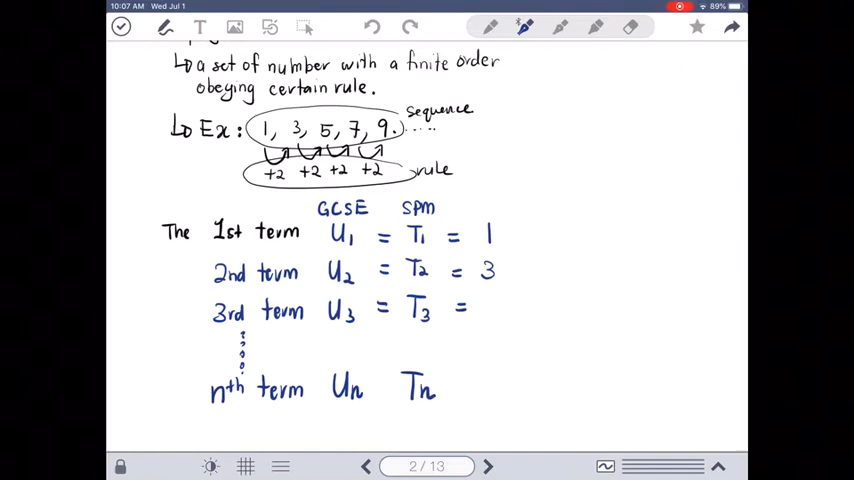 10:07 AM Wed Jul 1
89%
T
↳ a set of number with a finite order
obeying certain rule.
↳ Ex: 1, 3, 5, 7, 9. ..... sequence
+2 +2 +2 +2 rule
GCSE SPM
The 1st term U₁ = T₁ = 1
2nd term U₂ = T₂ = 3
3rd term U₃ = T₃ =
nth term Un Tn
2 / 13